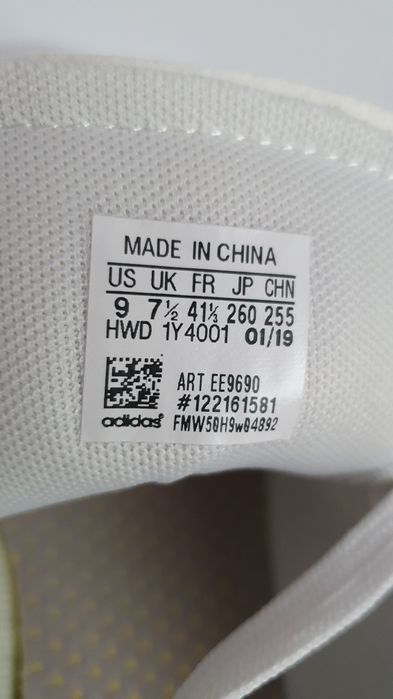 MADE IN CHINA
US UK FR JP CHN
9 7½ 41⅓ 260 255
HWD 1Y4001 01/19
ART EE9690
#122161581
adidas FMW50H9w04892